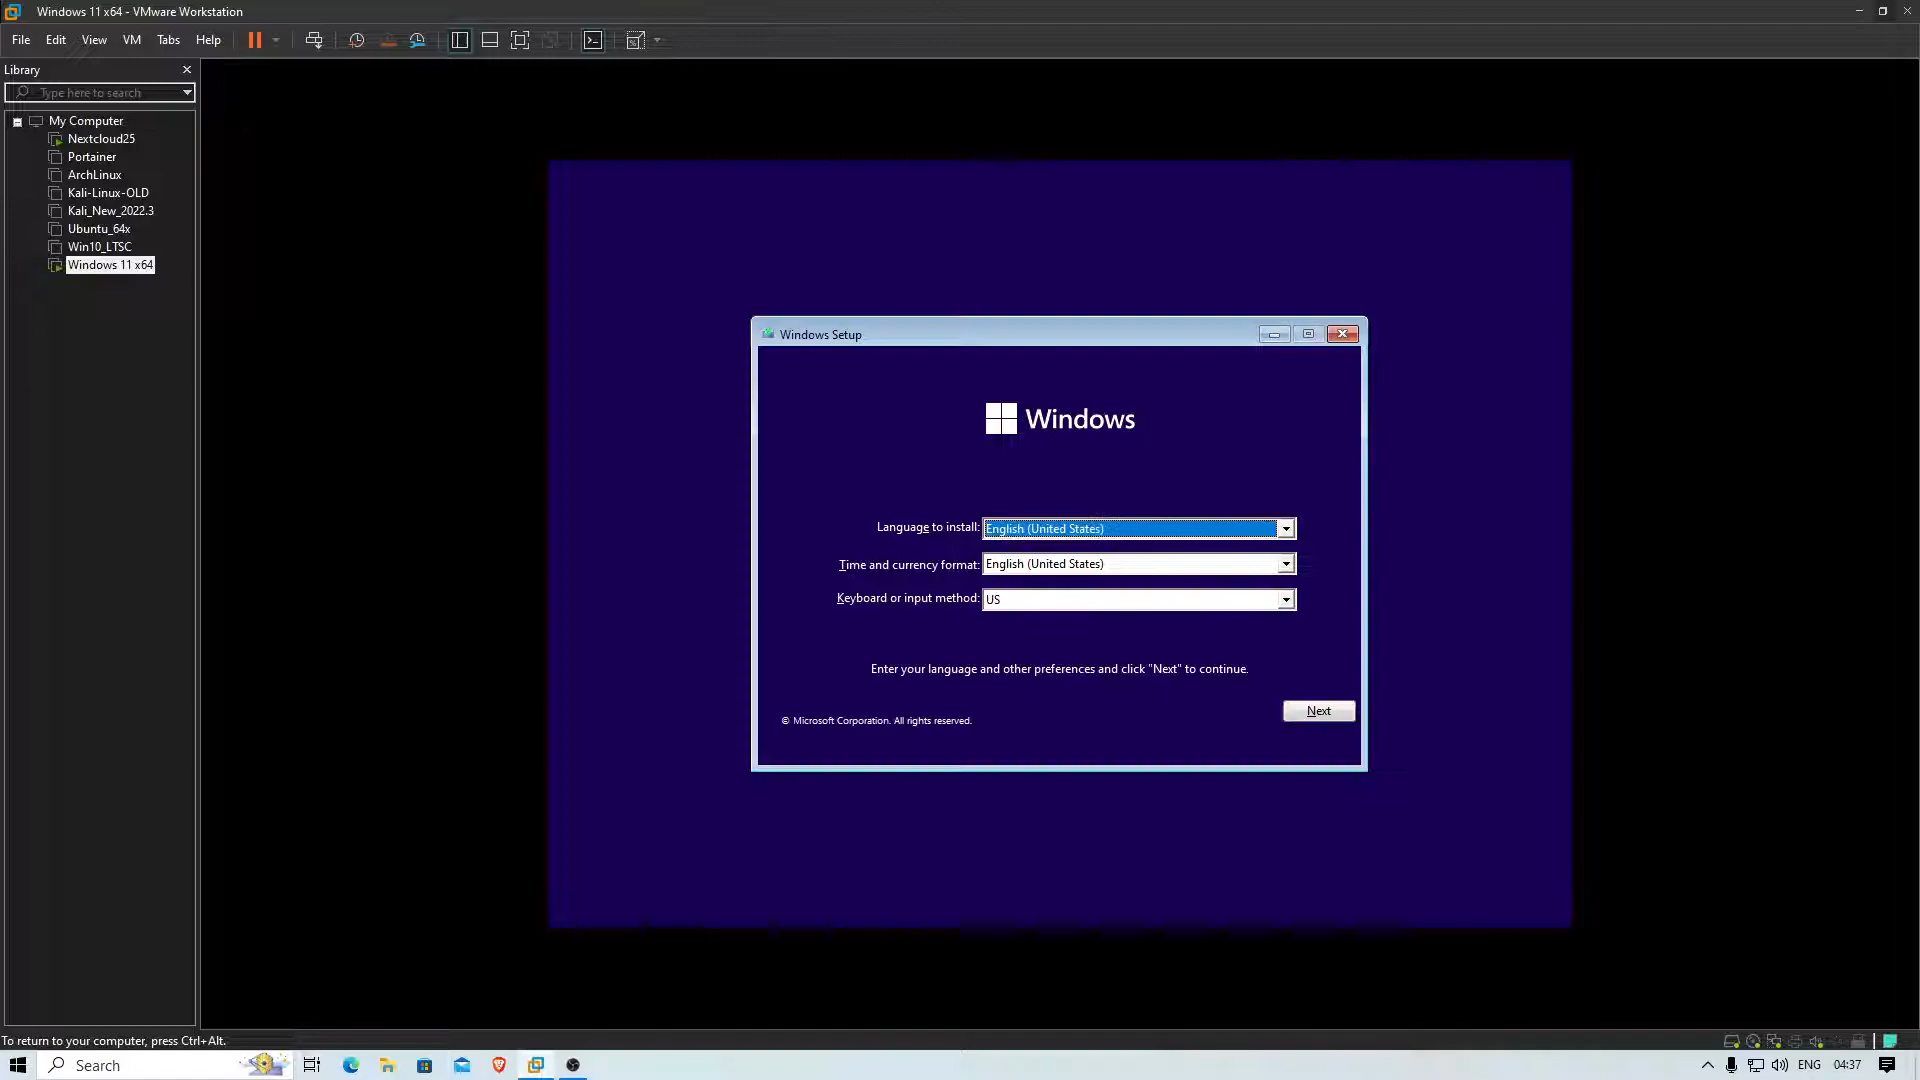 Windows 11 x64 - VMware Workstation
File Edit View VM Tabs Help
Library
Type here to search
My Computer
Nextcloud25
Portainer
ArchLinux
Kali-Linux-OLD
Kali_New_2022.3
Ubuntu_64x
Win10_LTSC
Windows 11 x64
Windows Setup
Windows
Language to install: English (United States)
Time and currency format: English (United States)
Keyboard or input method: US
Enter your language and other preferences and click "Next" to continue.
Next
© Microsoft Corporation. All rights reserved.
To return to your computer, press Ctrl+Alt.
Search
ENG 04:37